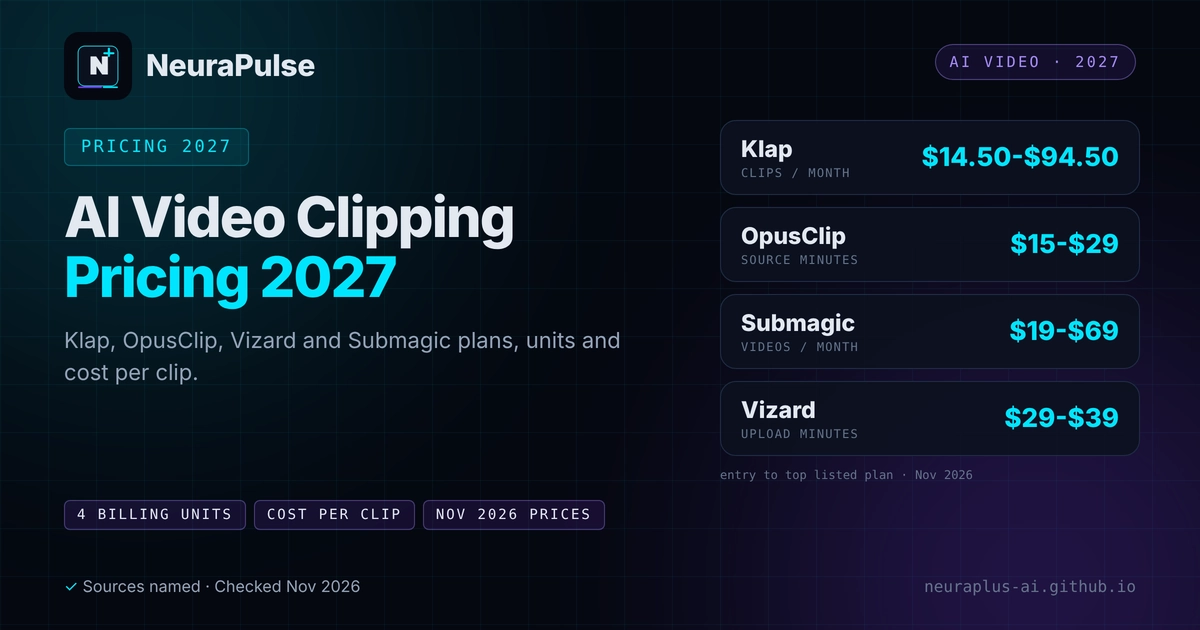 N
NeuraPulse
AI VIDEO · 2027
PRICING 2027
AI Video Clipping
Pricing 2027
Klap, OpusClip, Vizard and Submagic plans, units and
cost per clip.
Klap
CLIPS / MONTH
$14.50-$94.50
OpusClip
SOURCE MINUTES
$15-$29
Submagic
VIDEOS / MONTH
$19-$69
Vizard
UPLOAD MINUTES
$29-$39
entry to top listed plan · Nov 2026
4 BILLING UNITS
COST PER CLIP
NOV 2026 PRICES
✓ Sources named · Checked Nov 2026
neuraplus-ai.github.io